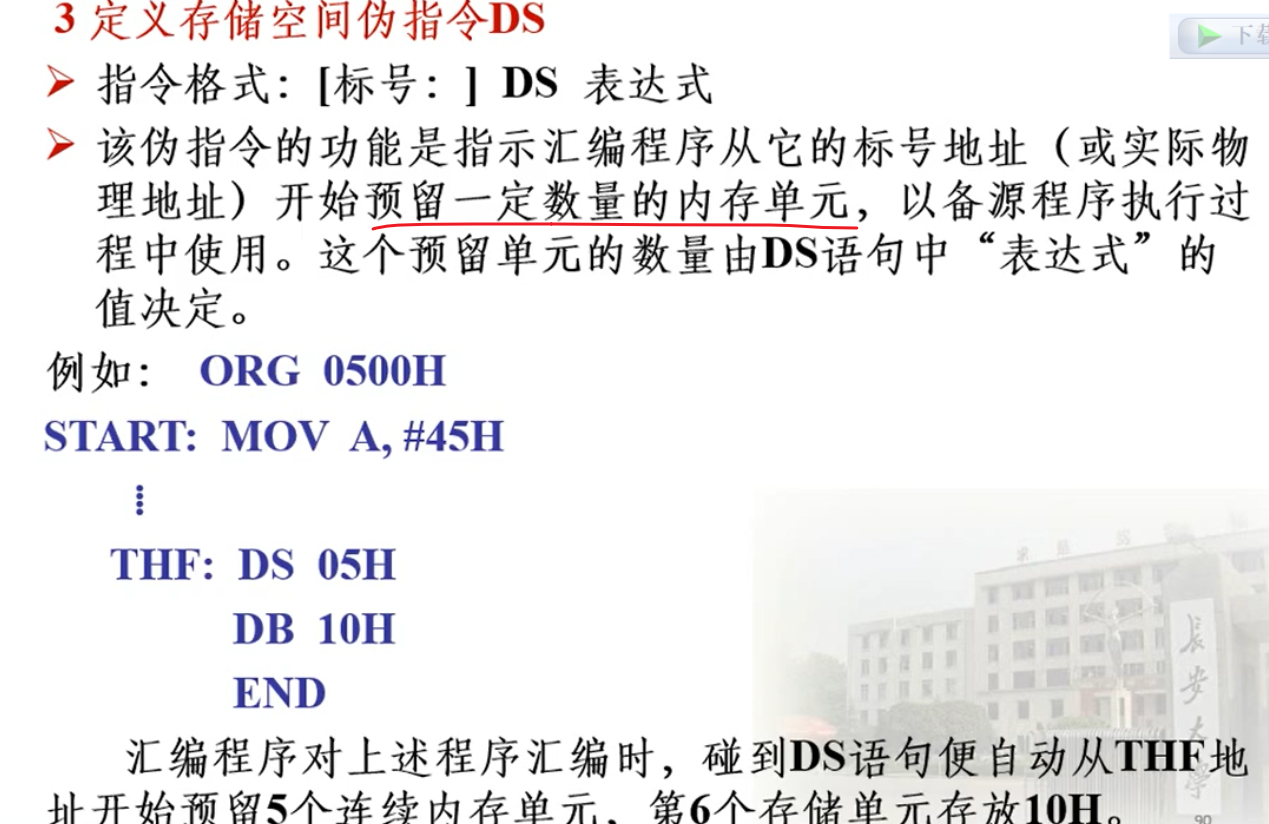 3 定义存储空间伪指令DS
下载
指令格式：[标号：] DS 表达式
该伪指令的功能是指示汇编程序从它的标号地址（或实际物
理地址）开始预留一定数量的内存单元，以备源程序执行过
程中使用。这个预留单元的数量由DS语句中“表达式”的
值决定。
例如： ORG 0500H
START: MOV A, #45H
THF: DS 05H
DB 10H
END
汇编程序对上述程序汇编时，碰到DS语句便自动从THF地
址开始预留5个连续内存单元，第6个存储单元存放10H。
长安大学
90